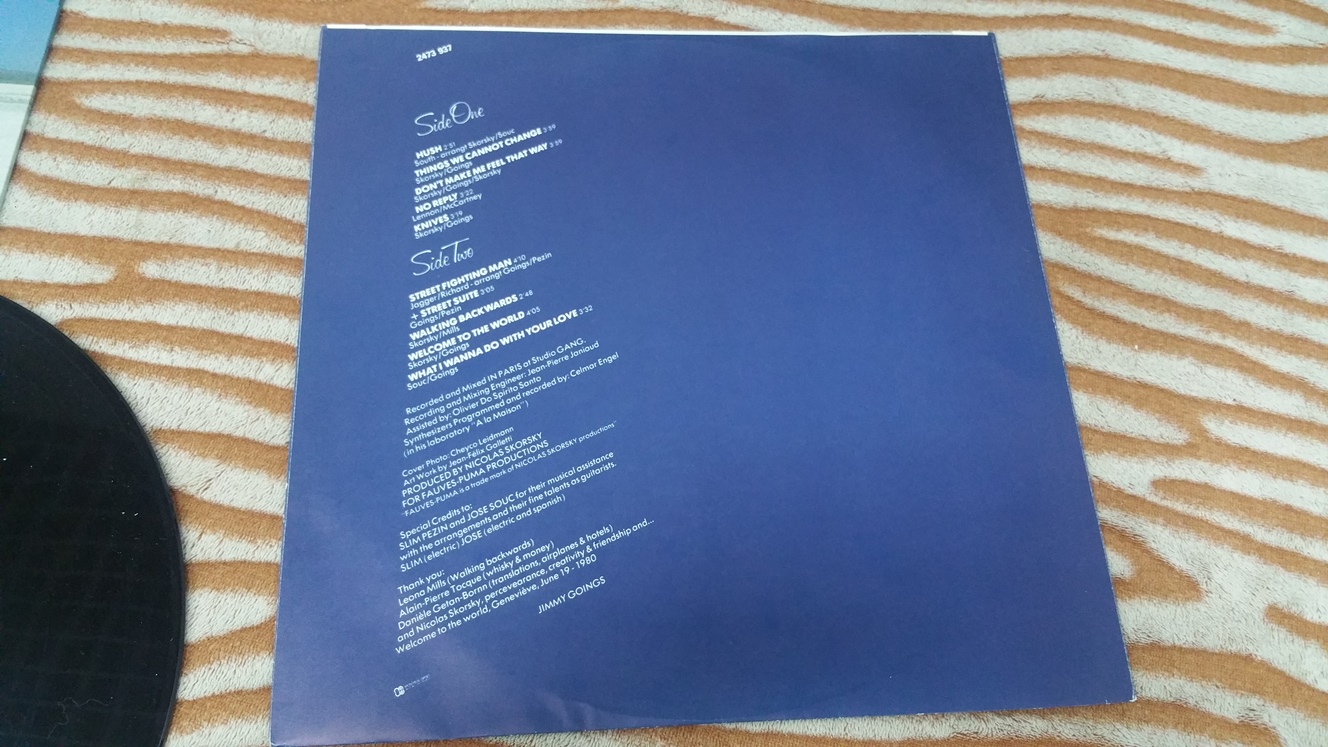 2473 937
Side One
HUSH 2'51
South - arrangt Skorsky/Souc
THINGS WE CANNOT CHANGE 3'59
Skorsky/Goings
DON'T MAKE ME FEEL THAT WAY 3'59
Skorsky/Goings/Skorsky
NO REPLY 3'22
Lennon/McCartney
KNIVES 3'19
Skorsky/Goings
Side Two
STREET FIGHTING MAN 4'10
Jagger/Richard - arrangt Goings/Pezin
+ STREET SUITE 3'05
Goings/Pezin
WALKING BACKWARDS 2'48
Skorsky/Mills
WELCOME TO THE WORLD 4'05
Skorsky/Goings
WHAT I WANNA DO WITH YOUR LOVE 3'32
Souc/Goings
Recorded and Mixed IN PARIS at Studio GANG.
Recording and Mixing Engineer: Jean-Pierre Janiaud
Assisted by: Olivier Do Spirito Santo
Synthesizers Programmed and recorded by: Celmar Engel
(in his laboratory "A la Maison")
Cover Photo: Cheyco Leidmann
Art Work by Jean-Félix Galletti
PRODUCED BY NICOLAS SKORSKY
FOR FAUVES-PUMA PRODUCTIONS
'FAUVES-PUMA is a trade mark of NICOLAS SKORSKY productions'
Special Credits to:
SLIM PEZIN and JOSE SOUC for their musical assistance
with the arrangements and their fine talents as guitarists.
SLIM (electric) JOSE (electric and spanish)
Thank you:
Leona Mills (Walking backwards)
Alain-Pierre Tocque (whisky & money)
Danièle Getan-Bornn (translations, airplanes & hotels)
and Nicolas Skorsky, percevearance, creativity & friendship and...
Welcome to the world, Geneviève, June 19 - 1980
JIMMY GOINGS